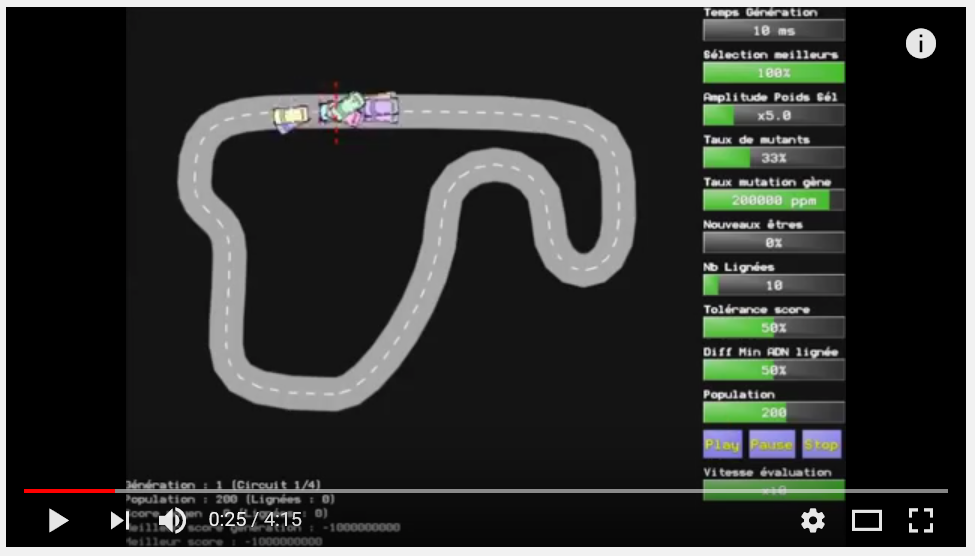 Temps Génération
10 ms
Sélection meilleurs
100%
Amplitude Poids Sél
x5.0
Taux de mutants
33%
Taux mutation gène
200000 ppm
Nouveaux êtres
0%
Nb Lignées
10
Tolérance score
50%
Diff Min ADN lignée
50%
Population
200
Play Pause Stop
Vitesse évaluation
x10
Génération : 1 (Circuit 1/4)
Population : 200 (Lignées : 0)
Score : 0 (Lignées : 0)
Meilleur score génération : -1000000000
Meilleur score : -1000000000
0:25 / 4:15